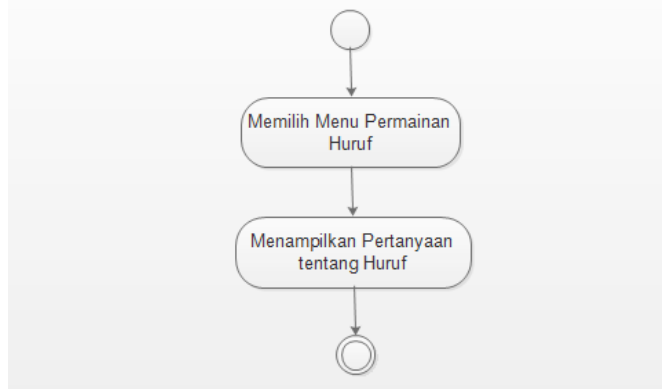 Memilih Menu Permainan
Huruf
Menampilkan Pertanyaan
tentang Huruf